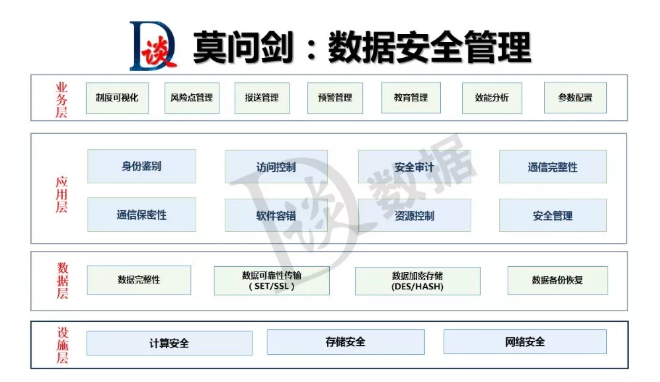 D谈 莫问剑：数据安全管理
业务层
制度可视化 风险点管理 报送管理 预警管理 教育管理 效能分析 参数配置
应用层
身份鉴别 访问控制 安全审计 通信完整性
通信保密性 软件容错 资源控制 安全管理
数据层
数据完整性 数据可靠性传输 数据加密存储 数据备份恢复
（SET/SSL） (DES/HASH)
设施层
计算安全 存储安全 网络安全
D谈数据